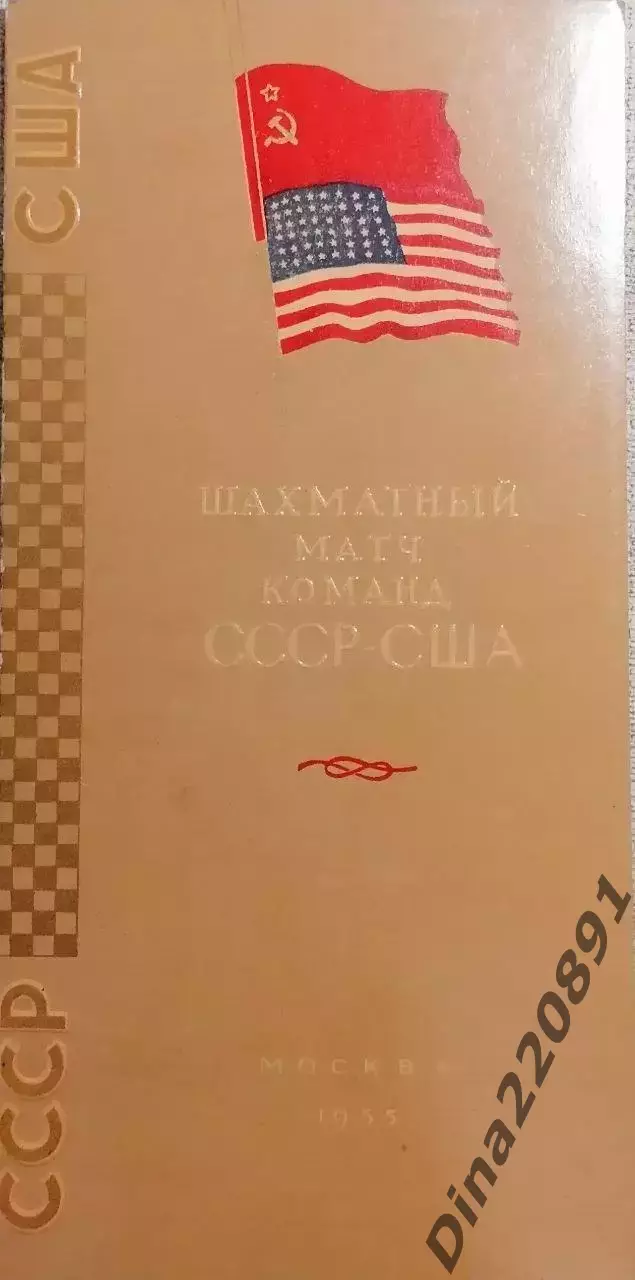 США
ШАХМАТНЫЙ
МАТЧ
КОМАНД
СССР-США
СССР
МОСКВА
1955
Dina220891